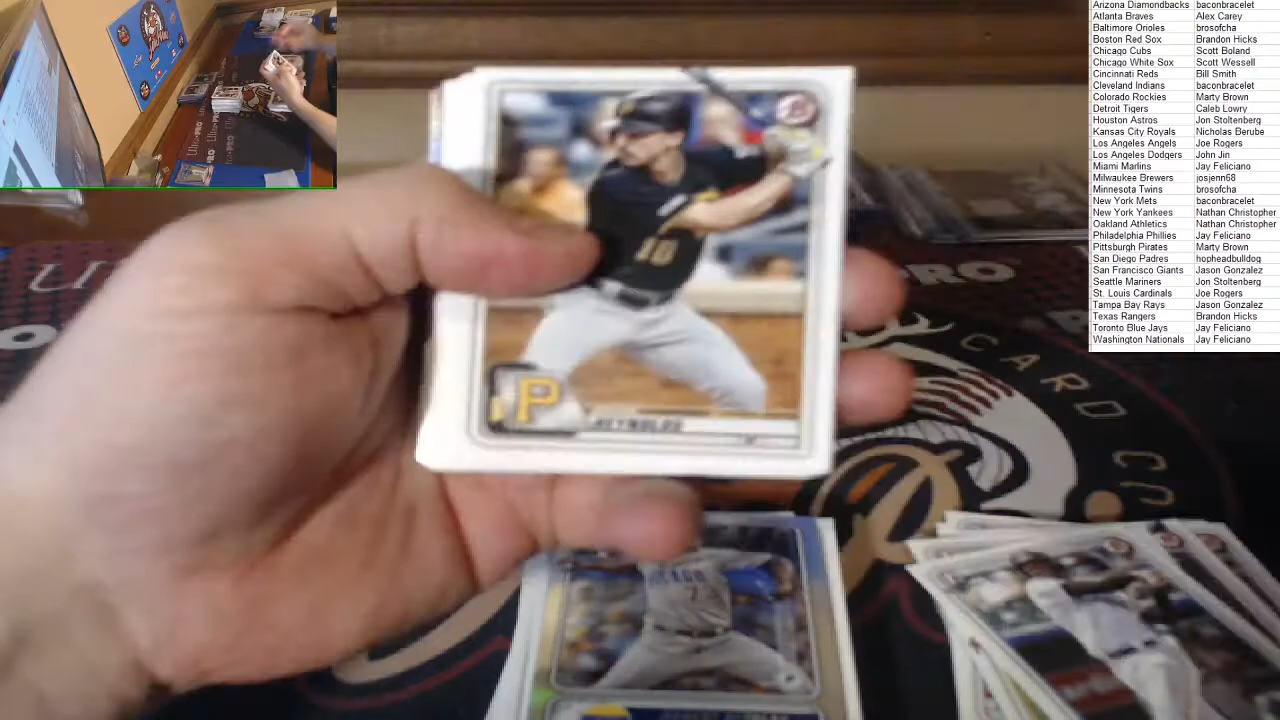 Arizona Diamondbacks baconbracelet
Atlanta Braves Alex Carey
Baltimore Orioles brosofcha
Boston Red Sox Brandon Hicks
Chicago Cubs Scott Boland
Chicago White Sox Scott Wessell
Cincinnati Reds Bill Smith
Cleveland Indians baconbracelet
Colorado Rockies Marty Brown
Detroit Tigers Caleb Lowry
Houston Astros Jon Stoltenberg
Kansas City Royals Nicholas Berube
Los Angeles Angels Joe Rogers
Los Angeles Dodgers John Jin
Miami Marlins Jay Feliciano
Milwaukee Brewers josjenn68
Minnesota Twins brosofcha
New York Mets baconbracelet
New York Yankees Nathan Christopher
Oakland Athletics Nathan Christopher
Philadelphia Phillies Jay Feliciano
Pittsburgh Pirates Marty Brown
San Diego Padres hopheadbulldog
San Francisco Giants Jason Gonzalez
Seattle Mariners Jon Stoltenberg
St. Louis Cardinals Joe Rogers
Tampa Bay Rays Jason Gonzalez
Texas Rangers Brandon Hicks
Toronto Blue Jays Jay Feliciano
Washington Nationals Jay Feliciano
10
P
REYNOLDS
PRO
CARD CO